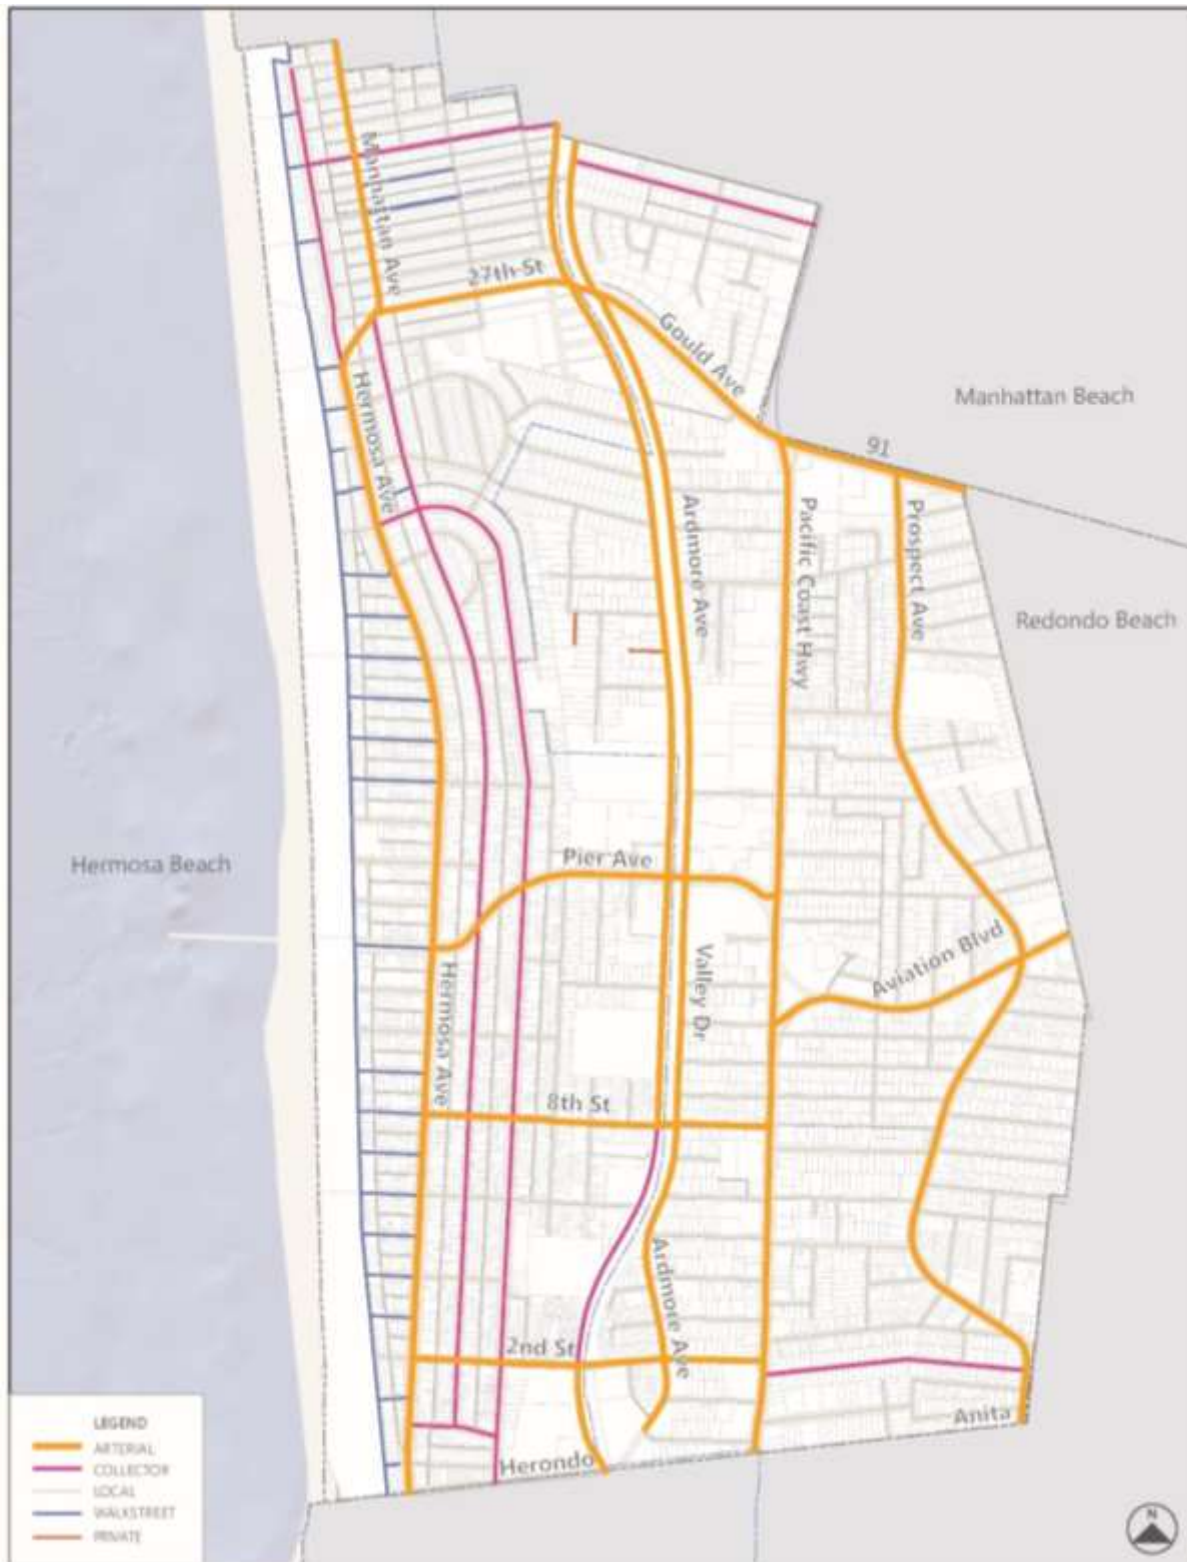 Manhattan Ave
27th St
Gould Ave
Manhattan Beach
91
Hermosa Ave
Ardmore Ave
Pacific Coast Hwy
Prospect Ave
Redondo Beach
Pier Ave
Hermosa Beach
Aviation Blvd
Valley Dr
Hermosa Ave
8th St
Ardmore Ave
2nd St
Anita
Herondo
LEGEND
ARTERIAL
COLLECTOR
LOCAL
WALKSTREET
PRIVATE
N